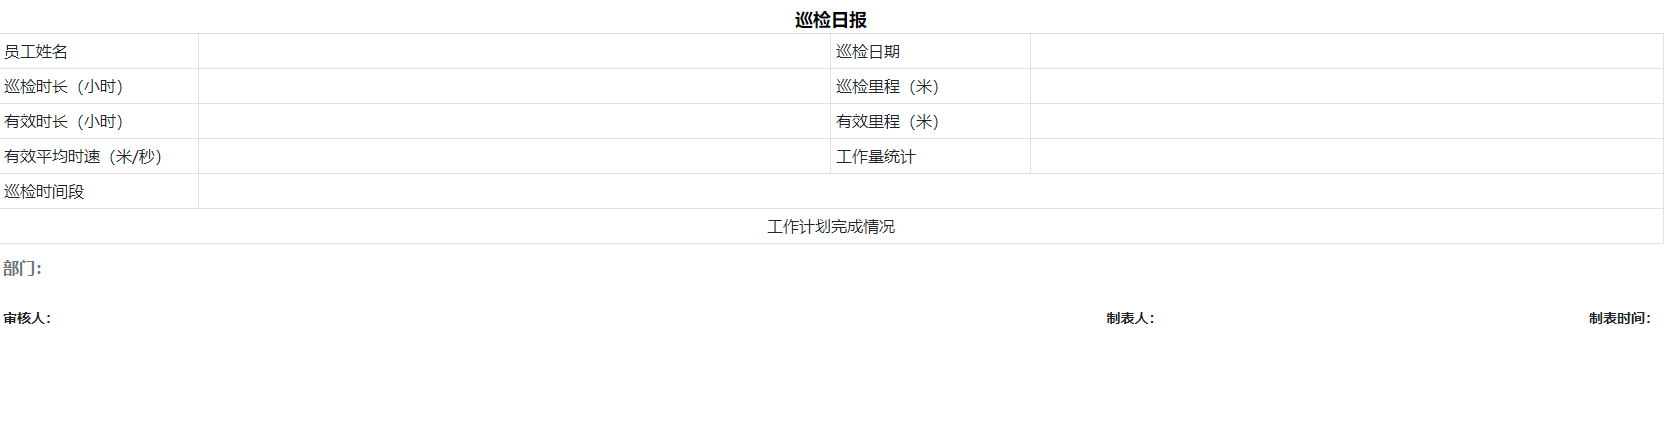 巡检日报
员工姓名 巡检日期
巡检时长（小时） 巡检里程（米）
有效时长（小时） 有效里程（米）
有效平均时速（米/秒） 工作量统计
巡检时间段
工作计划完成情况
部门：
审核人： 制表人： 制表时间：